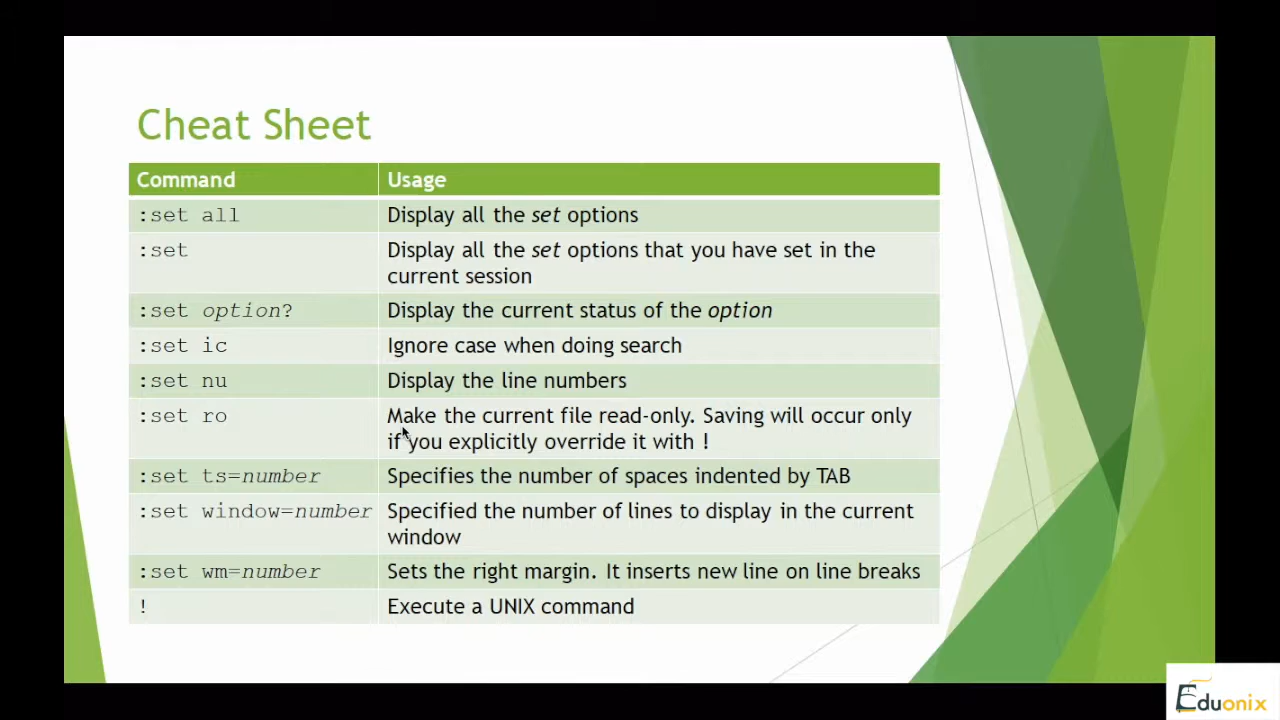 Cheat Sheet
Command Usage
:set all Display all the set options
:set Display all the set options that you have set in the
current session
:set option? Display the current status of the option
:set ic Ignore case when doing search
:set nu Display the line numbers
:set ro Make the current file read-only. Saving will occur only
if you explicitly override it with !
:set ts=number Specifies the number of spaces indented by TAB
:set window=number Specified the number of lines to display in the current
window
:set wm=number Sets the right margin. It inserts new line on line breaks
! Execute a UNIX command
Eduonix